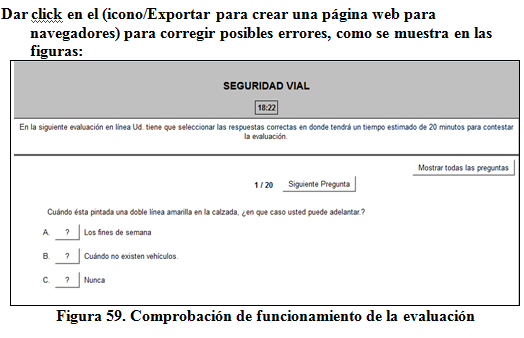 Dar click en el (icono/Exportar para crear una página web para
navegadores) para corregir posibles errores, como se muestra en las
figuras:
SEGURIDAD VIAL
18:22
En la siguiente evaluación en línea Ud. tiene que seleccionar las respuestas correctas en donde tendrá un tiempo estimado de 20 minutos para contestar
la evaluación.
Mostrar todas las preguntas
1 / 20 Siguiente Pregunta
Cuándo ésta pintada una doble línea amarilla en la calzada, ¿en que caso usted puede adelantar.?
A. ? Los fines de semana
B. ? Cuándo no existen vehículos.
C. ? Nunca
Figura 59. Comprobación de funcionamiento de la evaluación